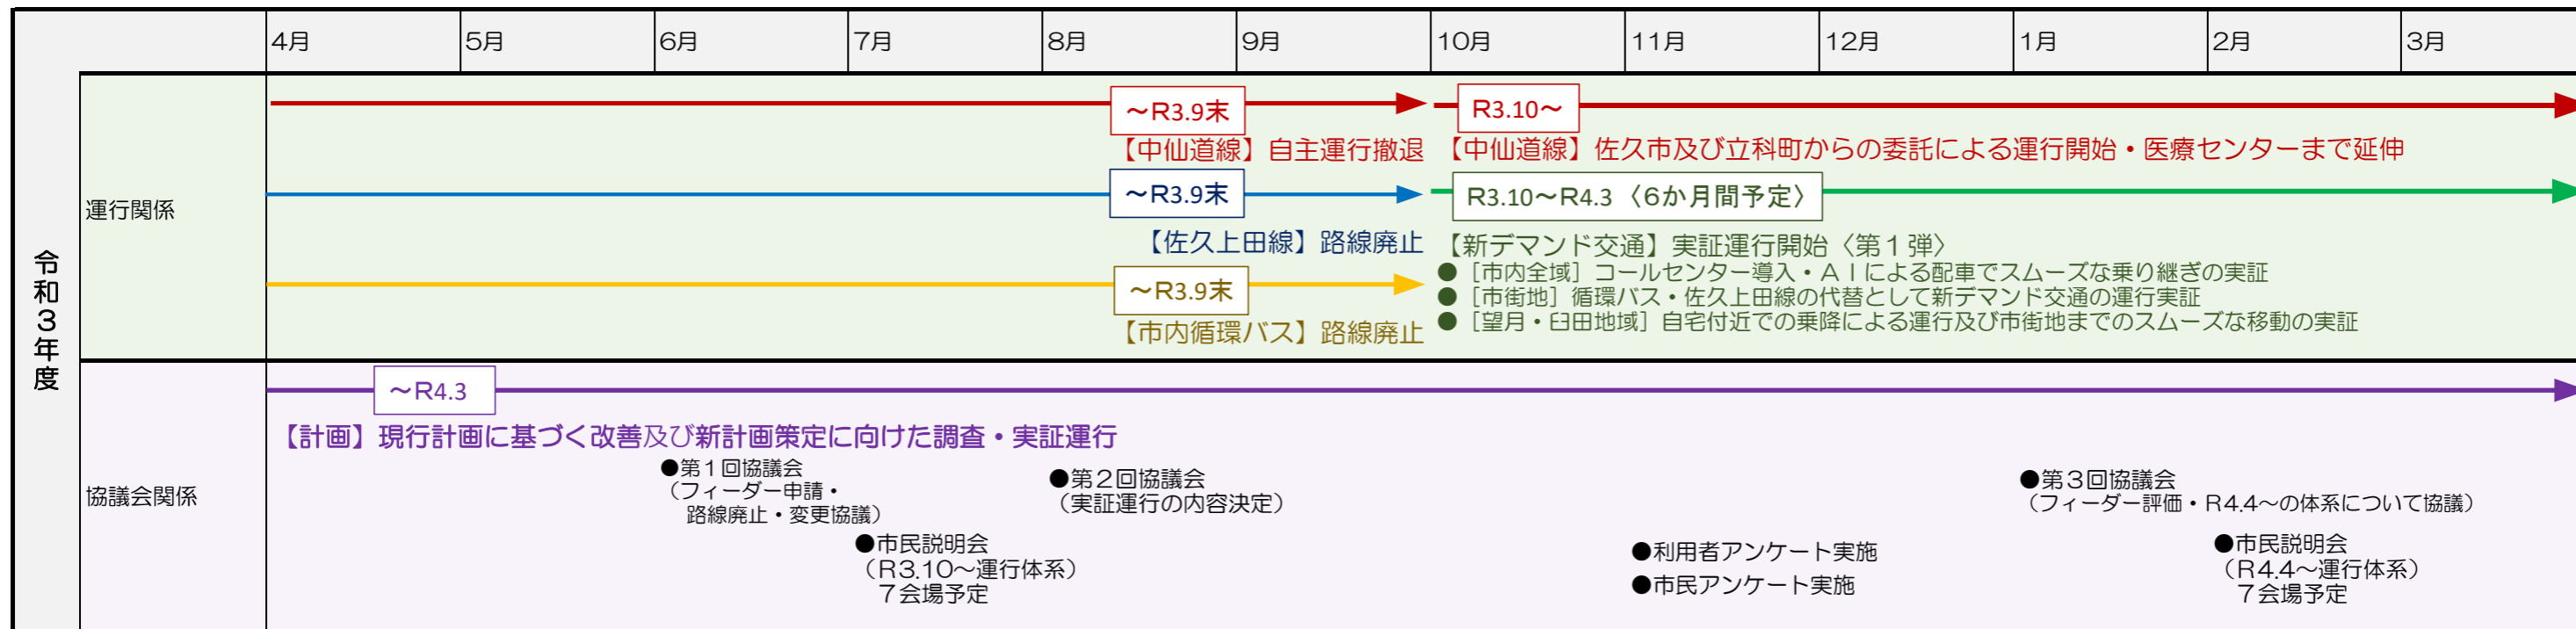 4月 5月 6月 7月 8月 9月 10月 11月 12月 1月 2月 3月
令和3年度
運行関係
～R3.9末
R3.10～
【中仙道線】自主運行撤退
【中仙道線】佐久市及び立科町からの委託による運行開始・医療センターまで延伸
～R3.9末
R3.10～R4.3〈6か月間予定〉
【佐久上田線】路線廃止
【新デマンド交通】実証運行開始〈第1弾〉
●［市内全域］コールセンター導入・AIによる配車でスムーズな乗り継ぎの実証
●［市街地］循環バス・佐久上田線の代替として新デマンド交通の運行実証
●［望月・臼田地域］自宅付近での乗降による運行及び市街地までのスムーズな移動の実証
～R3.9末
【市内循環バス】路線廃止
協議会関係
～R4.3
【計画】現行計画に基づく改善及び新計画策定に向けた調査・実証運行
●第1回協議会
（フィーダー申請・
路線廃止・変更協議）
●市民説明会
（R3.10～運行体系）
7会場予定
●第2回協議会
（実証運行の内容決定）
●利用者アンケート実施
●市民アンケート実施
●第3回協議会
（フィーダー評価・R4.4～の体系について協議）
●市民説明会
（R4.4～運行体系）
7会場予定